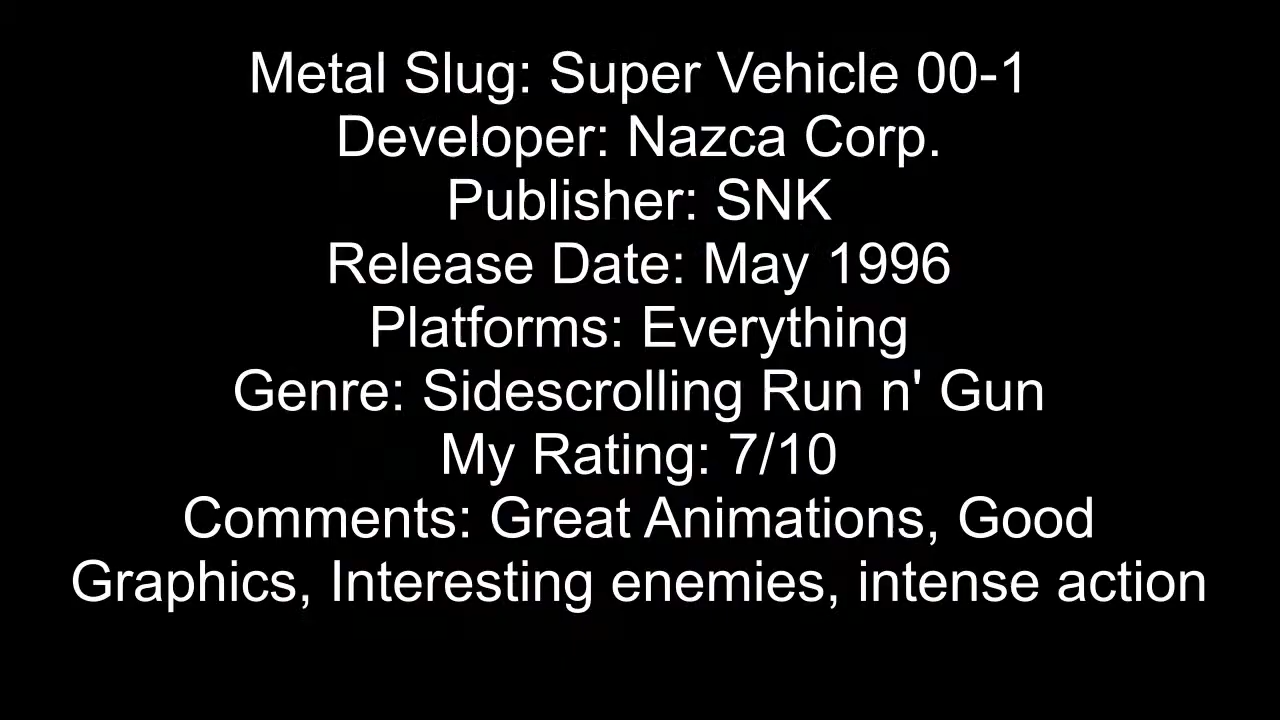 Metal Slug: Super Vehicle 00-1
Developer: Nazca Corp.
Publisher: SNK
Release Date: May 1996
Platforms: Everything
Genre: Sidescrolling Run n' Gun
My Rating: 7/10
Comments: Great Animations, Good
Graphics, Interesting enemies, intense action